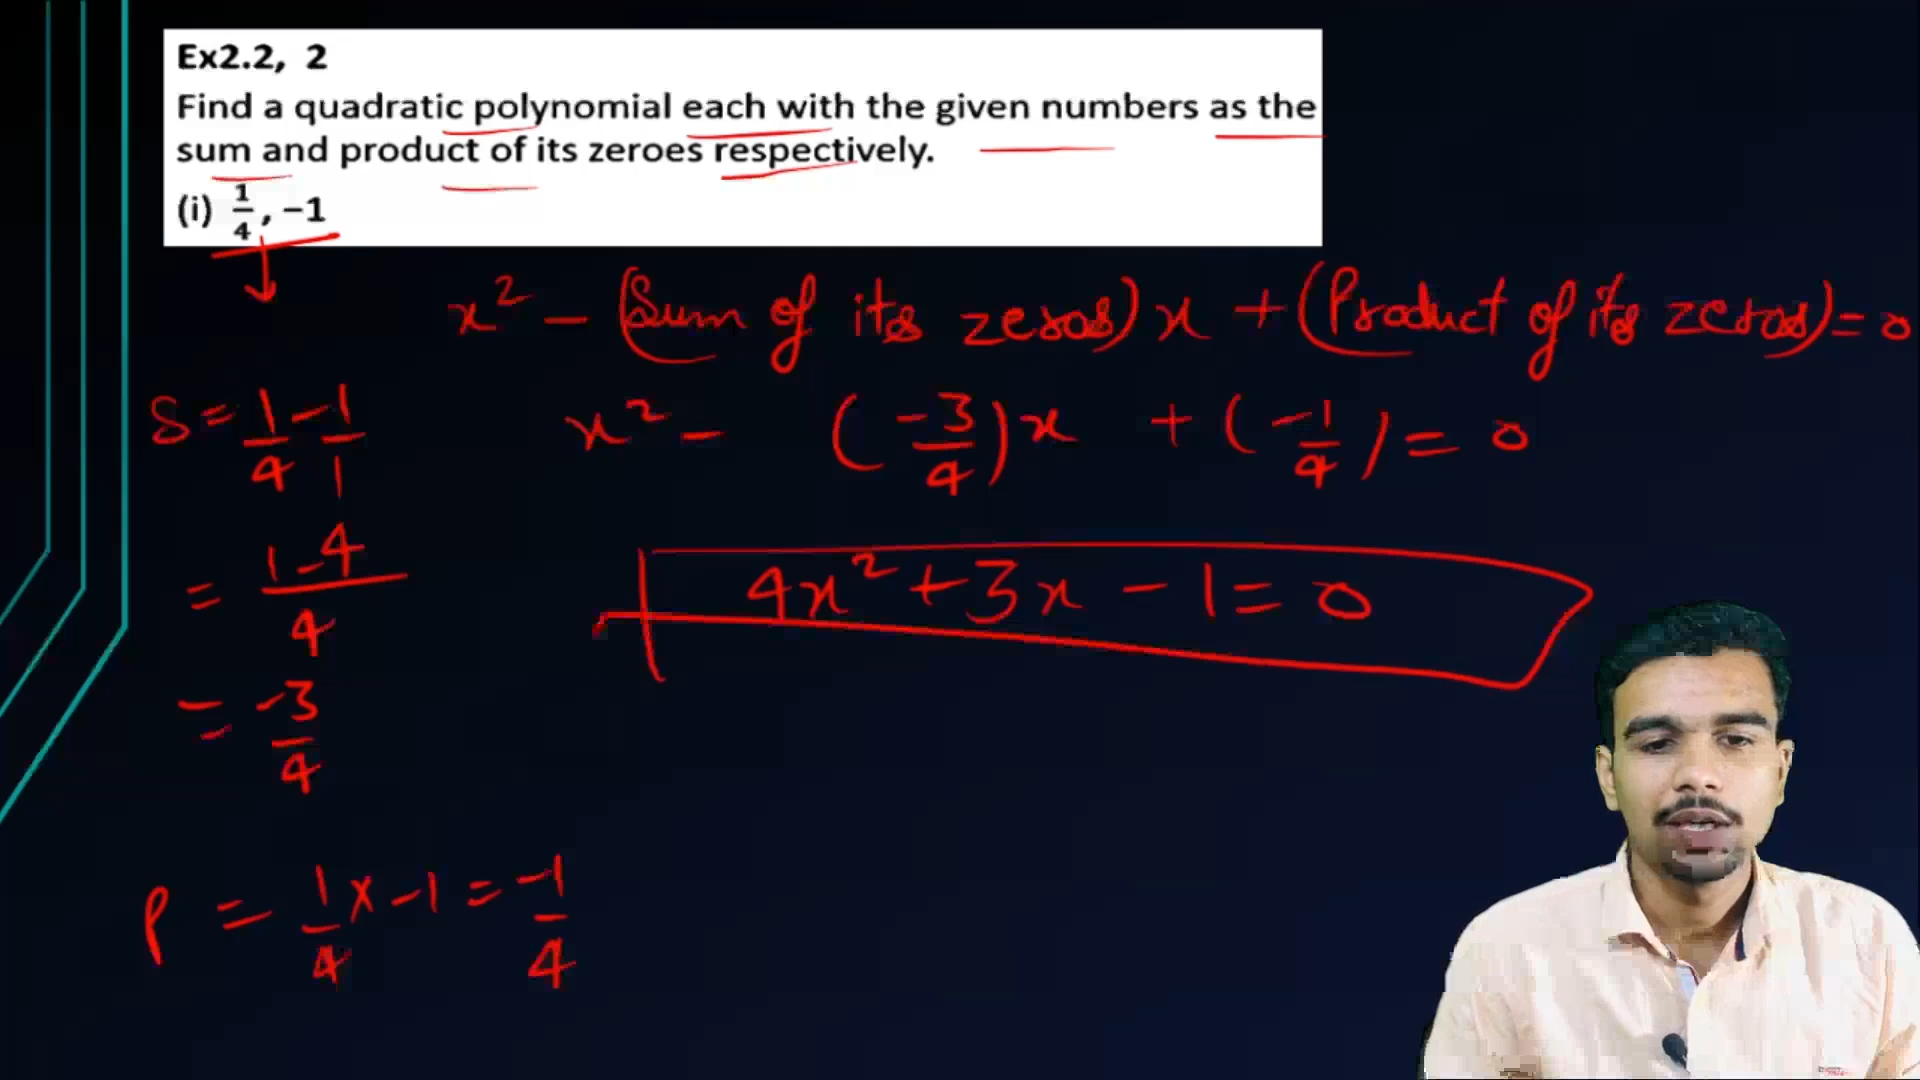 Ex2.2, 2
Find a quadratic polynomial each with the given numbers as the
sum and product of its zeroes respectively.
(i) 1/4, −1
x² − (Sum of its zeros)x + (Product of its zeros) = 0
S = 1/4 − 1/1
x² − (−3/4)x + (−1/4) = 0
= 1−4/4
4x² + 3x − 1 = 0
= −3/4
P = 1/4 x −1 = −1/4